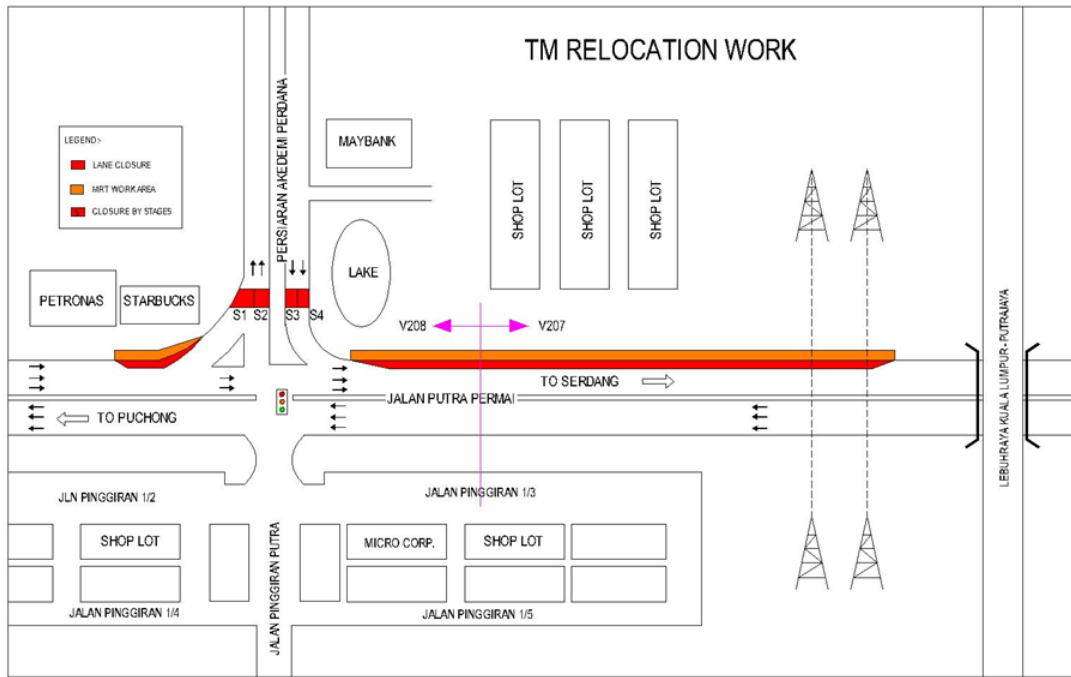 TM RELOCATION WORK
PERSIARAN AKEDEMI PERDANA
MAYBANK
LEGEND:-
LANE CLOSURE
MRT WORK AREA
S
CLOSURE BY STAGES
SHOP LOT
SHOP LOT
SHOP LOT
LAKE
PETRONAS
STARBUCKS
S1
S2
S3
S4
V208
V207
TO SERDANG
JALAN PUTRA PERMAI
TO PUCHONG
LEBUHRAYA KUALA LUMPUR - PUTRAJAYA
JLN PINGGIRAN 1/2
JALAN PINGGIRAN 1/3
SHOP LOT
MICRO CORP.
SHOP LOT
JALAN PINGGIRAN PUTRA
JALAN PINGGIRAN 1/4
JALAN PINGGIRAN 1/5